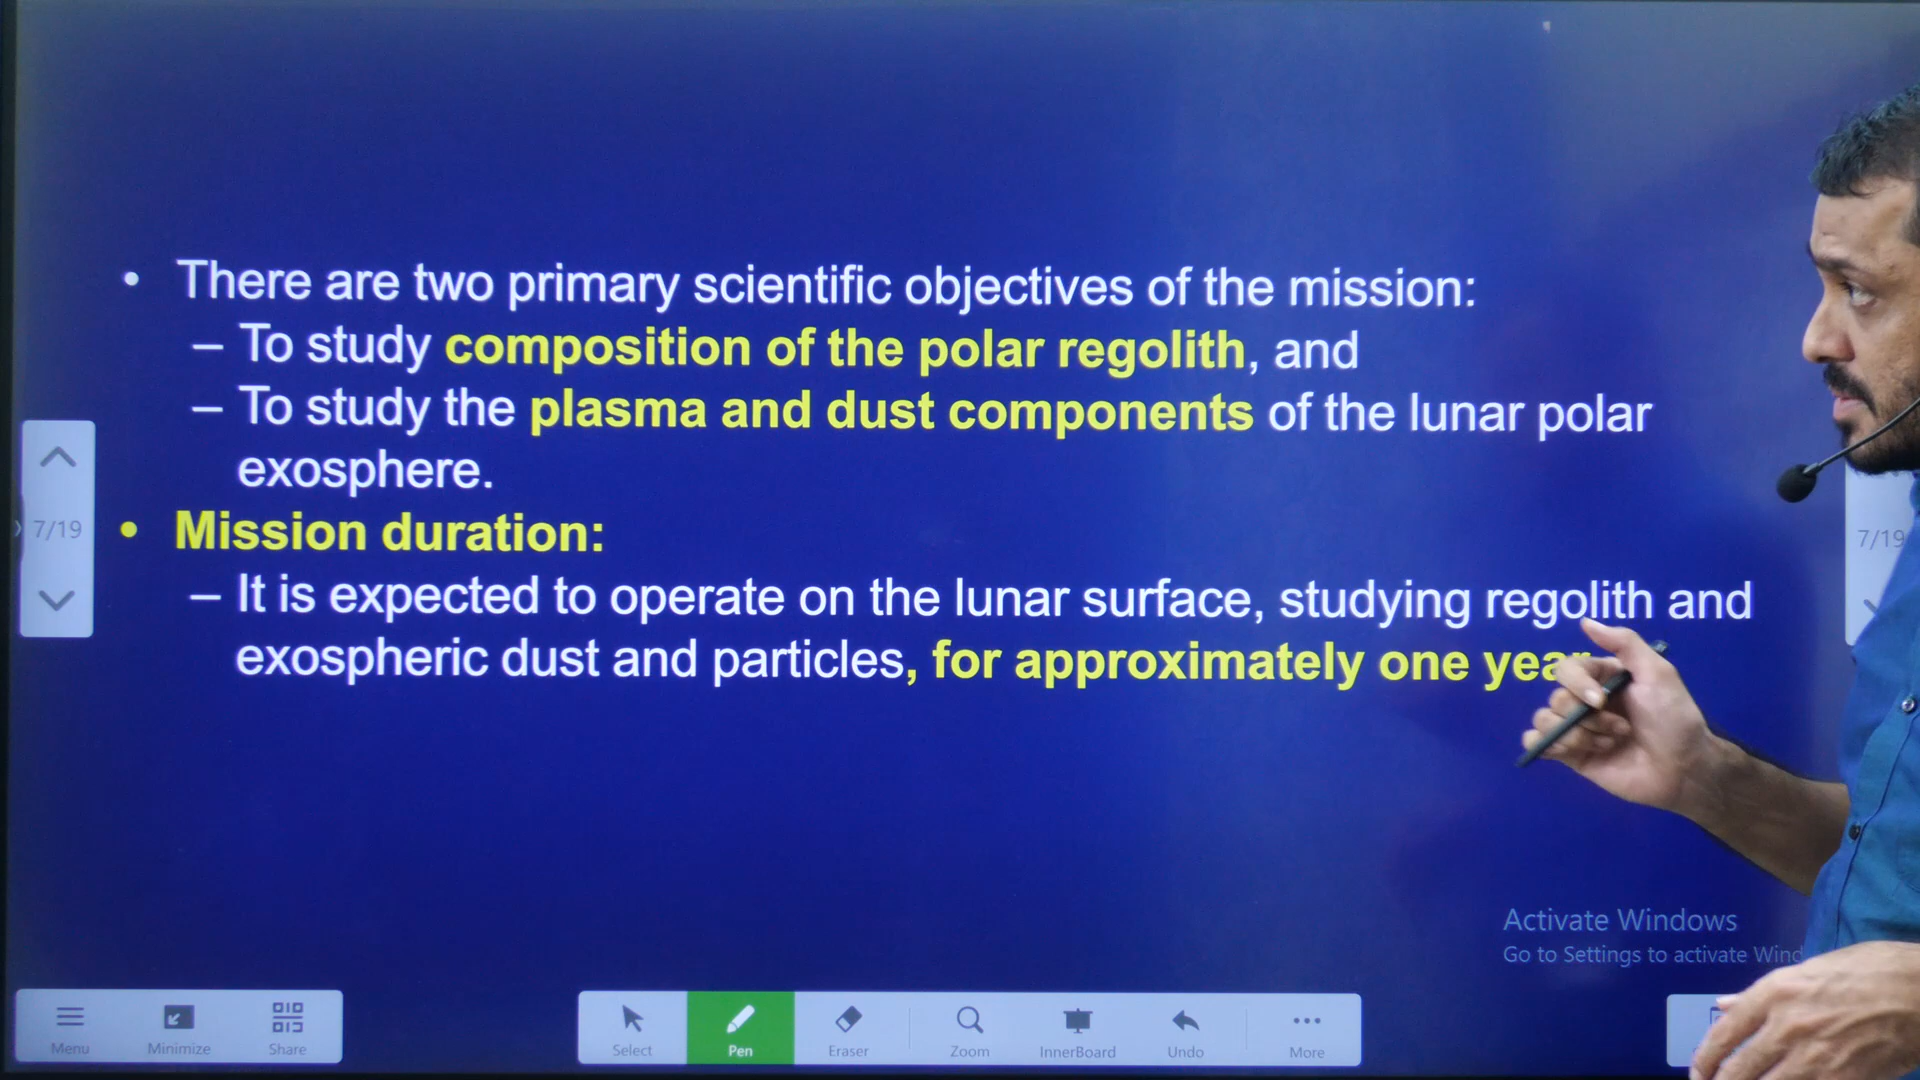 • There are two primary scientific objectives of the mission:
– To study composition of the polar regolith, and
– To study the plasma and dust components of the lunar polar
exosphere.
• Mission duration:
– It is expected to operate on the lunar surface, studying regolith and
exospheric dust and particles, for approximately one year
7/19
7/19
Activate Windows
Go to Settings to activate Wind
Menu
Minimize
Share
Select
Pen
Eraser
Zoom
InnerBoard
Undo
More